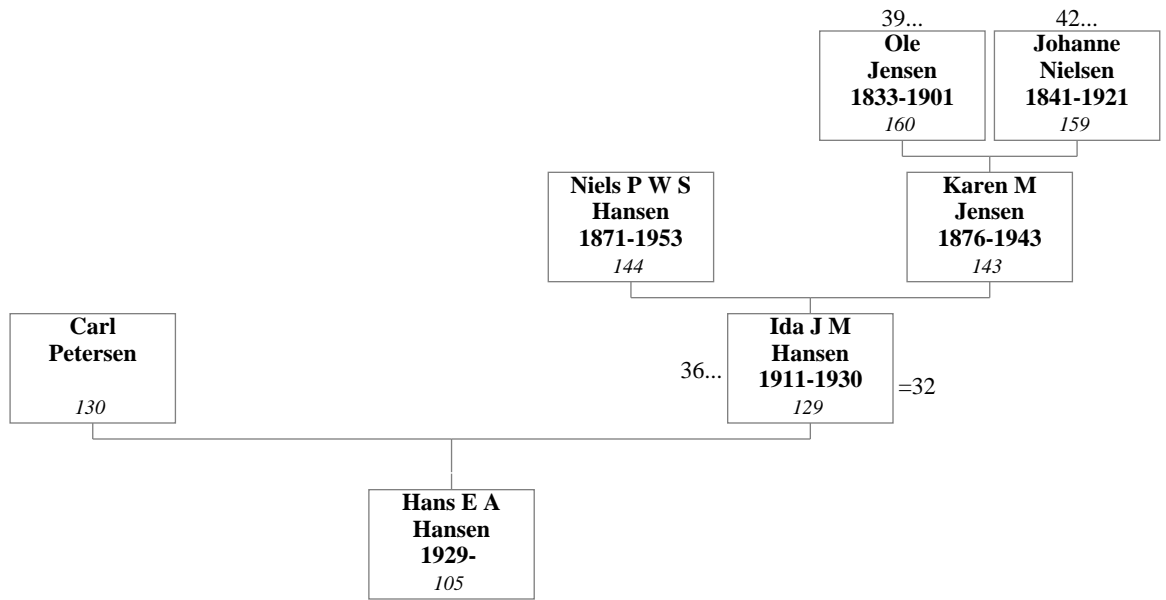 39...
Ole
Jensen
1833-1901
160
42...
Johanne
Nielsen
1841-1921
159
Niels P W S
Hansen
1871-1953
144
Karen M
Jensen
1876-1943
143
Carl
Petersen
130
36...
Ida J M
Hansen
1911-1930
129
=32
Hans E A
Hansen
1929-
105